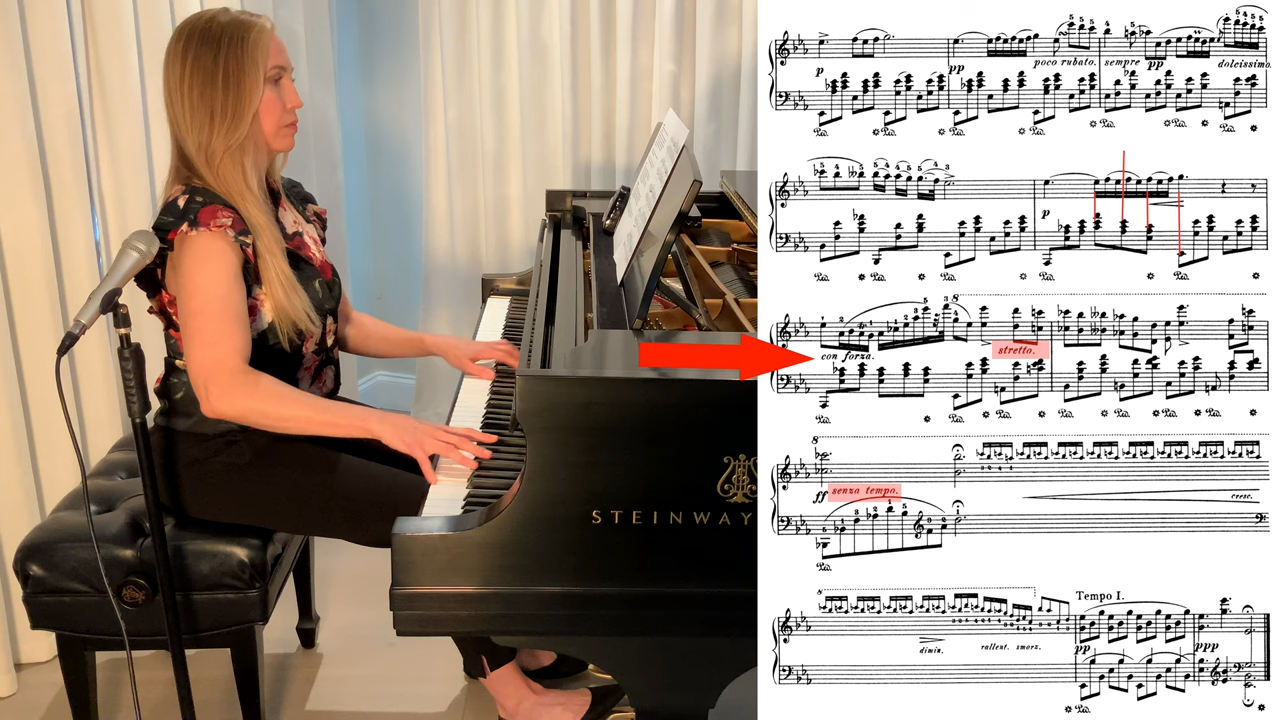 STEINWAY
p
pp
poco rubato. sempre pp
dolcissimo
p
con forza.
stretto.
ff senza tempo.
cresc.
dimin.
rallent. smorz.
Tempo I.
pp
ppp